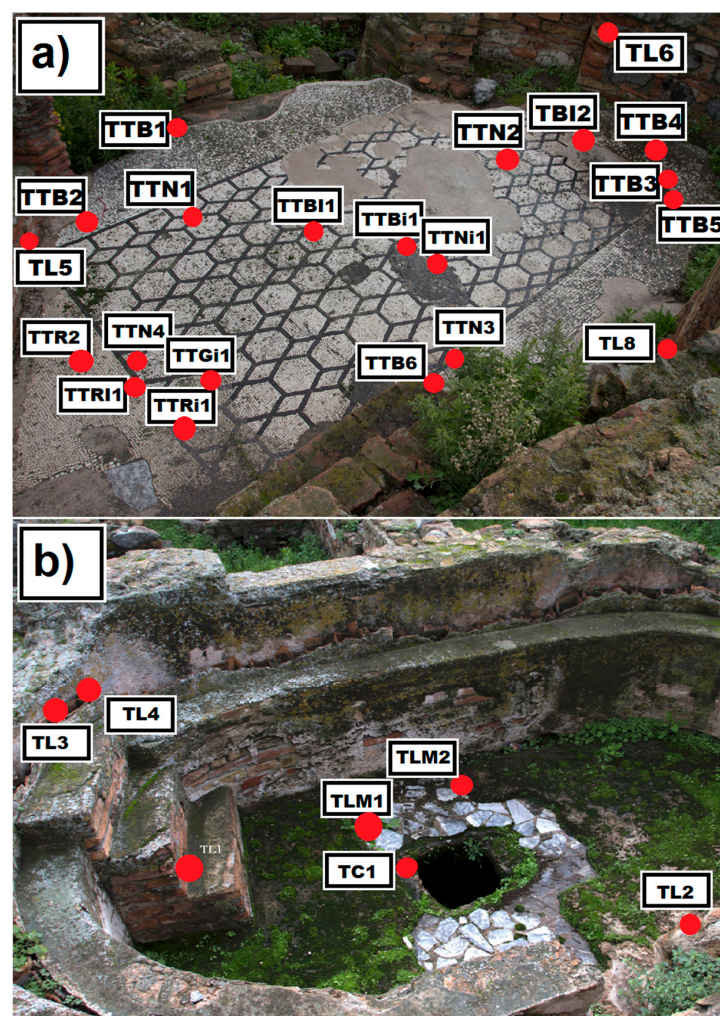 a)
TL6
TTB1
TTN2
TBI2
TTB4
TTB2
TTN1
TTBI1
TTBi1
TTNi1
TTB3
TTB5
TL5
TTR2
TTN4
TTGi1
TTRI1
TTRi1
TTN3
TTB6
TL8
b)
TL3
TL4
TLM2
TLM1
TL1
TC1
TL2